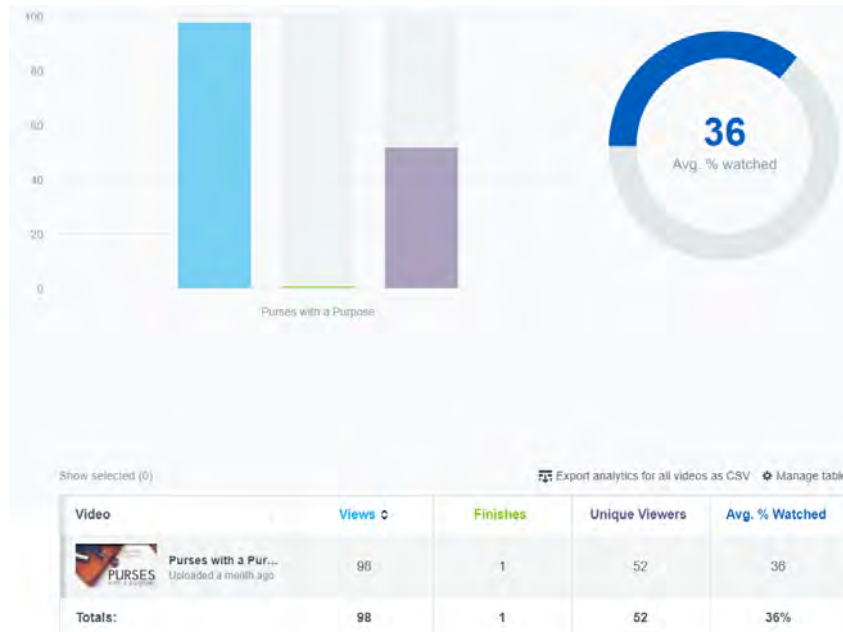 100
80
60
40
20
0
Purses with a Purpose
36
Avg. % watched
Show selected (0)
Export analytics for all videos as CSV Manage table
Video Views Finishes Unique Viewers Avg. % Watched
PURSES
Purses with a Pur...
Uploaded a month ago
98 1 52 36
Totals: 98 1 52 36%